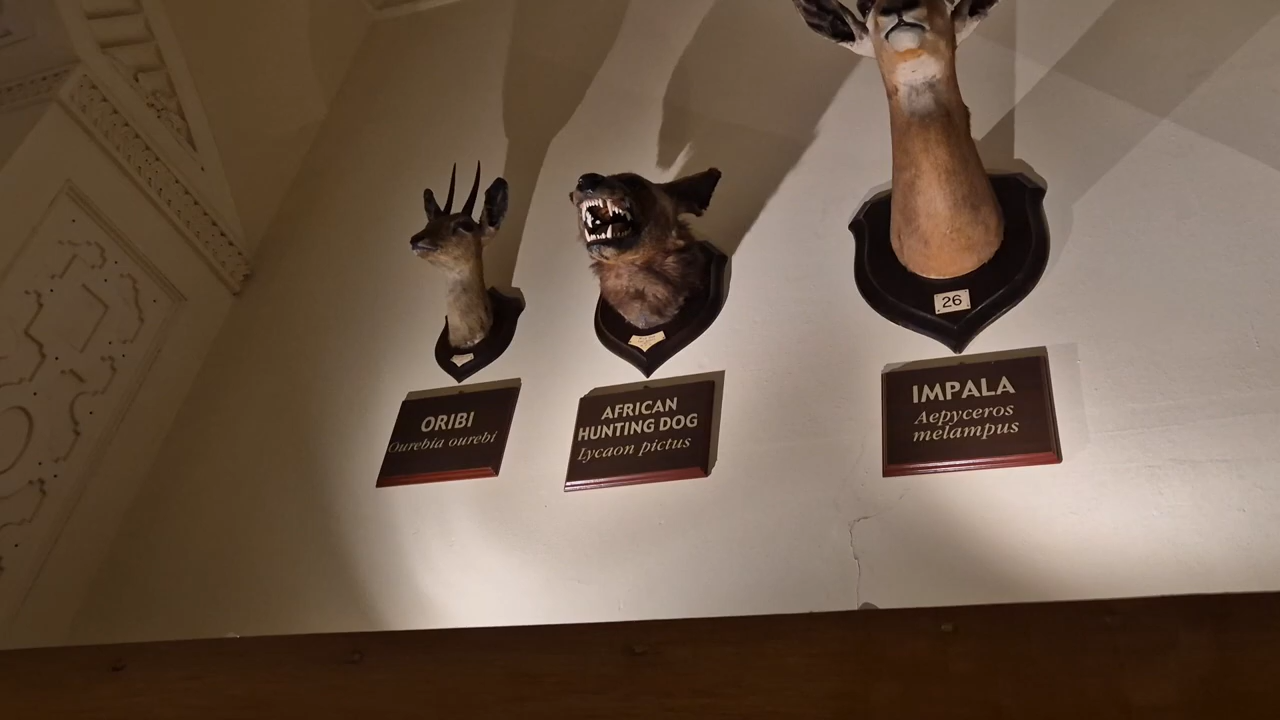 ORIBI
Ourebia ourebi
AFRICAN
HUNTING DOG
Lycaon pictus
26
IMPALA
Aepyceros
melampus